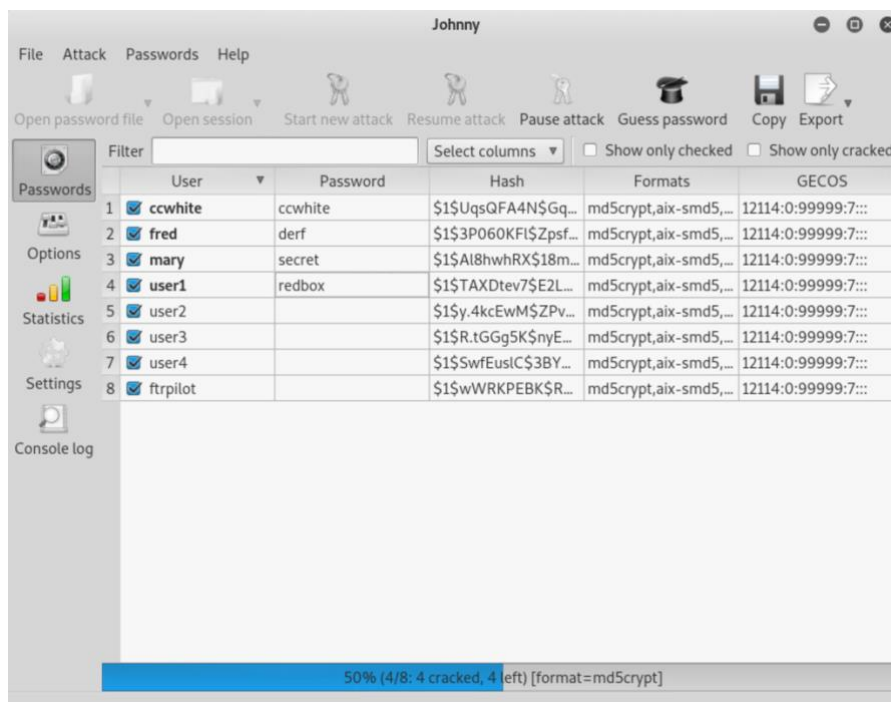 Johnny
File Attack Passwords Help
Open password file Open session Start new attack Resume attack Pause attack Guess password Copy Export
Filter Select columns Show only checked Show only cracked
Passwords
Options
Statistics
Settings
Console log
User Password Hash Formats GECOS
1 ccwhite ccwhite $1$UqsQFA4N$Gq... md5crypt,aix-smd5,... 12114:0:99999:7:::
2 fred derf $1$3P060KFl$Zpsf... md5crypt,aix-smd5,... 12114:0:99999:7:::
3 mary secret $1$Al8hwhRX$18m... md5crypt,aix-smd5,... 12114:0:99999:7:::
4 user1 redbox $1$TAXDtev7$E2L... md5crypt,aix-smd5,... 12114:0:99999:7:::
5 user2 $1$y.4kcEwM$ZPv... md5crypt,aix-smd5,... 12114:0:99999:7:::
6 user3 $1$R.tGGg5K$nyE... md5crypt,aix-smd5,... 12114:0:99999:7:::
7 user4 $1$SwfEuslC$3BY... md5crypt,aix-smd5,... 12114:0:99999:7:::
8 ftrpilot $1$wWRKPEBK$R... md5crypt,aix-smd5,... 12114:0:99999:7:::
50% (4/8: 4 cracked, 4 left) [format=md5crypt]